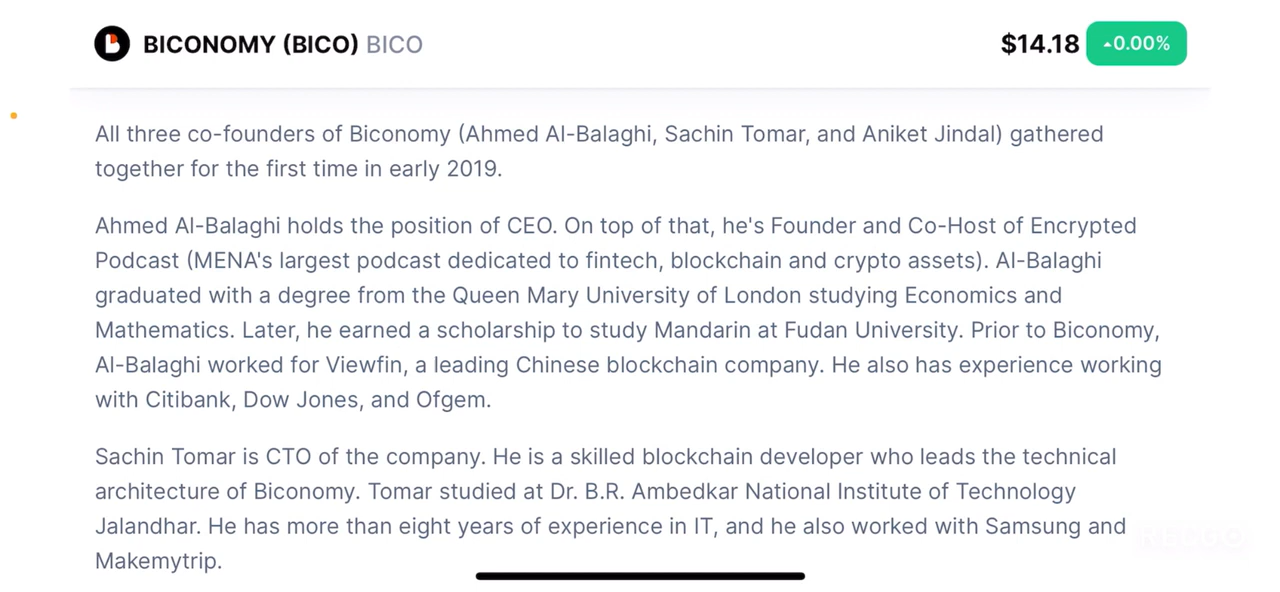 BICONOMY (BICO) BICO
$14.18 0.00%
All three co-founders of Biconomy (Ahmed Al-Balaghi, Sachin Tomar, and Aniket Jindal) gathered
together for the first time in early 2019.
Ahmed Al-Balaghi holds the position of CEO. On top of that, he's Founder and Co-Host of Encrypted
Podcast (MENA's largest podcast dedicated to fintech, blockchain and crypto assets). Al-Balaghi
graduated with a degree from the Queen Mary University of London studying Economics and
Mathematics. Later, he earned a scholarship to study Mandarin at Fudan University. Prior to Biconomy,
Al-Balaghi worked for Viewfin, a leading Chinese blockchain company. He also has experience working
with Citibank, Dow Jones, and Ofgem.
Sachin Tomar is CTO of the company. He is a skilled blockchain developer who leads the technical
architecture of Biconomy. Tomar studied at Dr. B.R. Ambedkar National Institute of Technology
Jalandhar. He has more than eight years of experience in IT, and he also worked with Samsung and
Makemytrip.